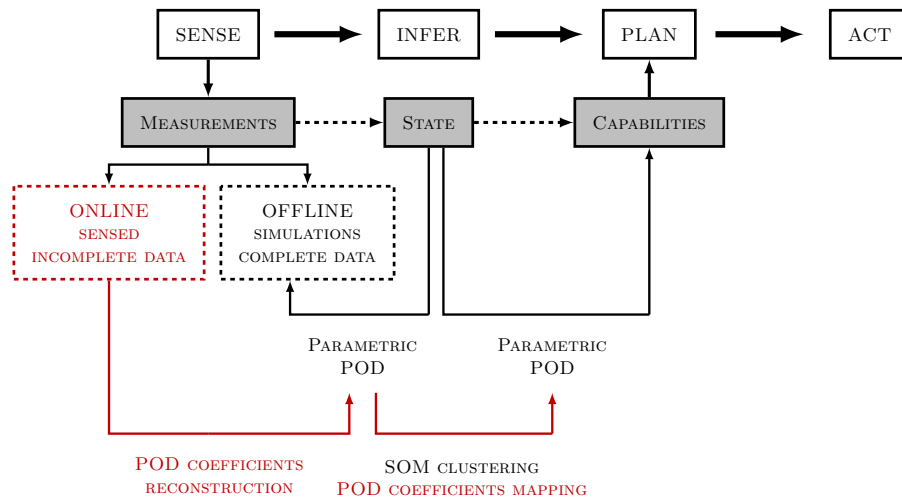 SENSE
INFER
PLAN
ACT
MEASUREMENTS
STATE
CAPABILITIES
ONLINE
SENSED
INCOMPLETE DATA
OFFLINE
SIMULATIONS
COMPLETE DATA
PARAMETRIC
POD
PARAMETRIC
POD
POD COEFFICIENTS
RECONSTRUCTION
SOM CLUSTERING
POD COEFFICIENTS MAPPING